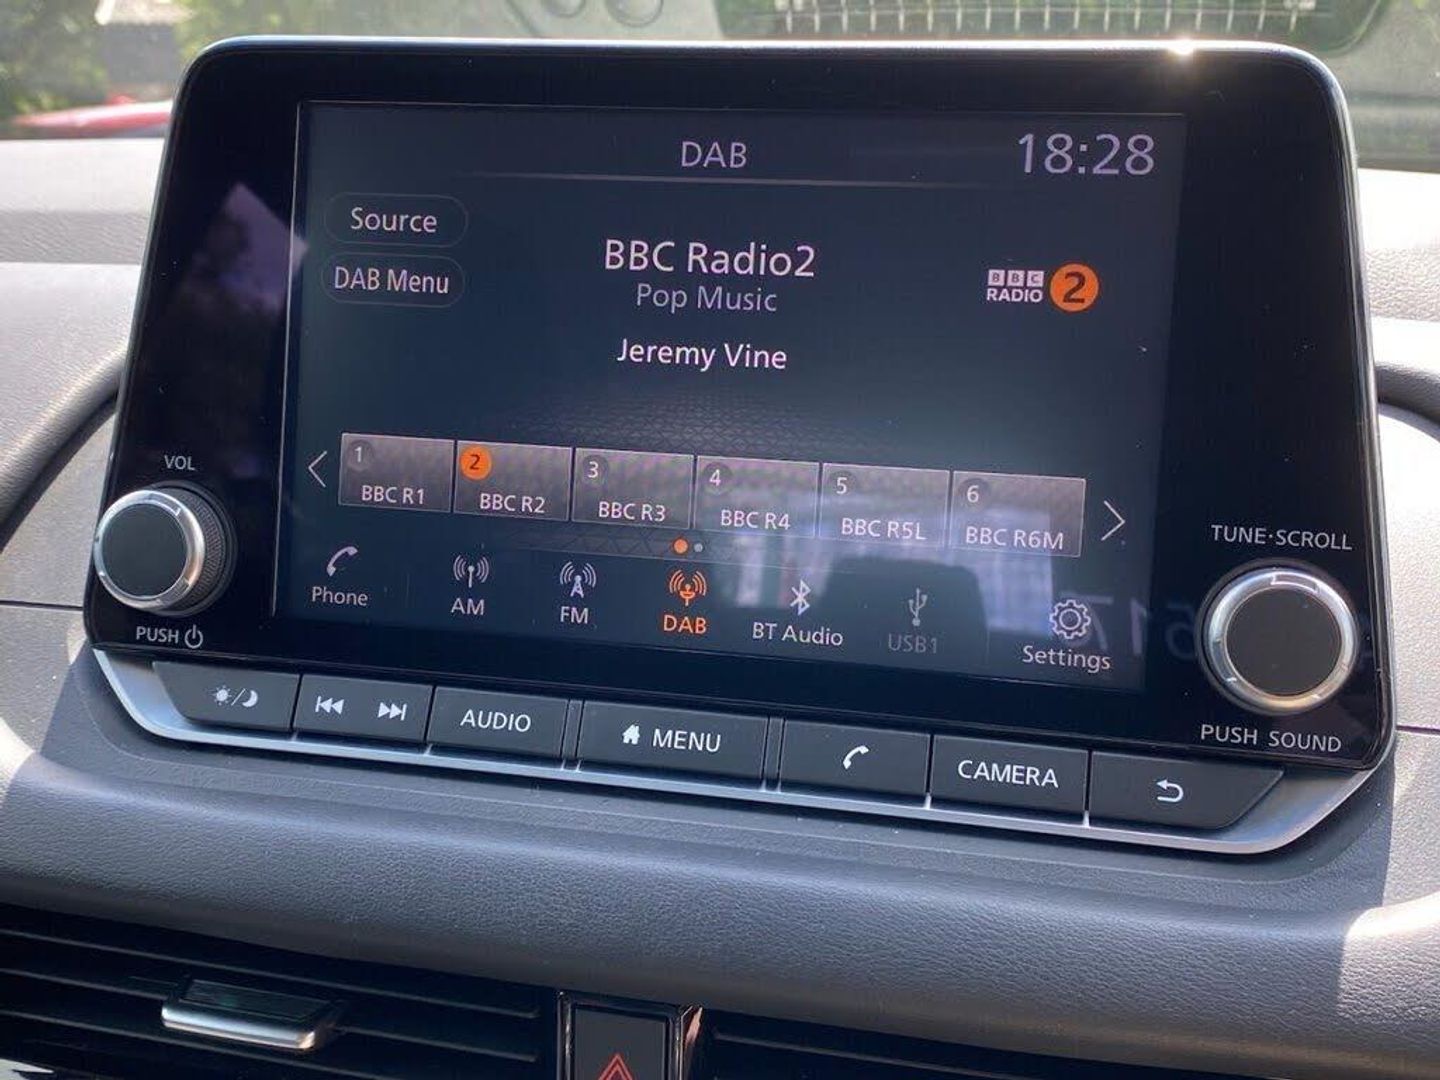 DAB
18:28
Source
DAB Menu
BBC Radio2
Pop Music
Jeremy Vine
BBC
RADIO 2
1 2 3 4 5 6
BBC R1 BBC R2 BBC R3 BBC R4 BBC R5L BBC R6M
Phone AM FM DAB BT Audio USB1 Settings
VOL
PUSH
TUNE·SCROLL
PUSH SOUND
AUDIO MENU CAMERA